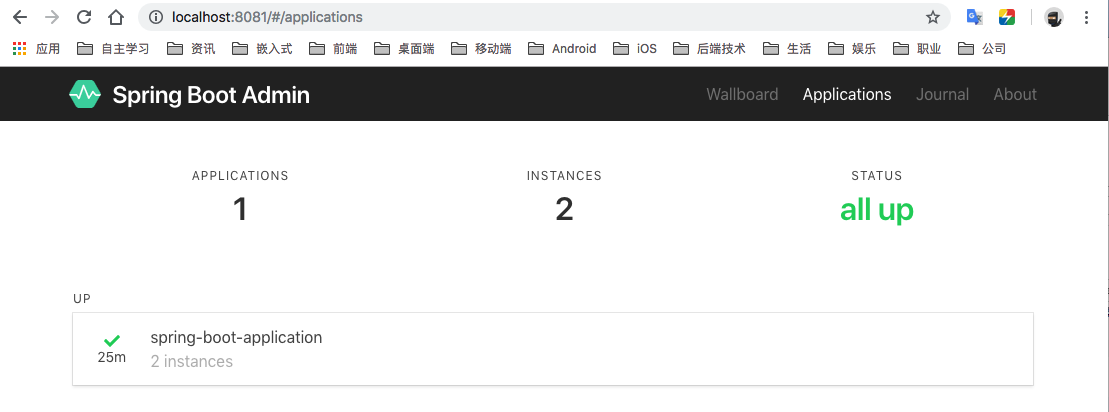 localhost:8081/#/applications
应用 自主学习 资讯 嵌入式 前端 桌面端 移动端 Android iOS 后端技术 生活 娱乐 职业 公司
Spring Boot Admin Wallboard Applications Journal About
APPLICATIONS INSTANCES STATUS
1 2 all up
UP
spring-boot-application
25m
2 instances